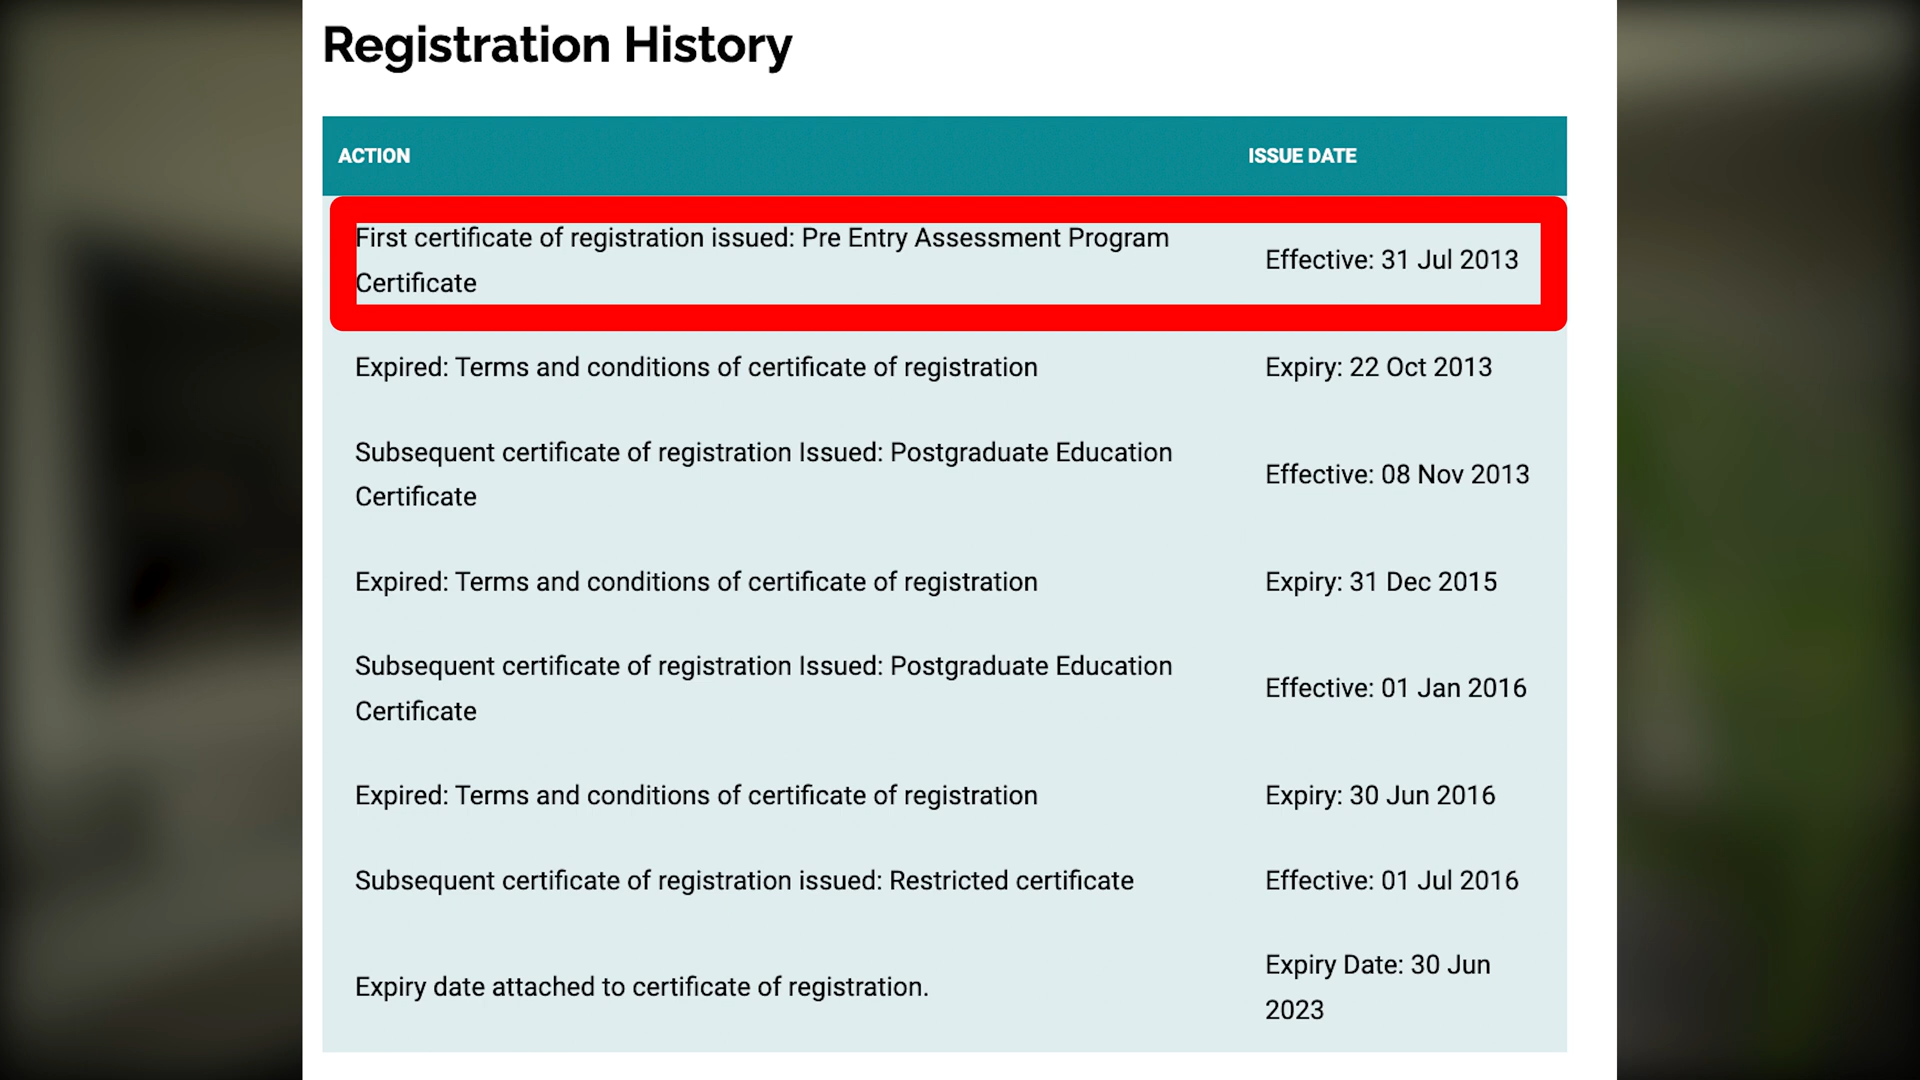 Registration History
ACTION ISSUE DATE
First certificate of registration issued: Pre Entry Assessment Program
Certificate
Effective: 31 Jul 2013
Expired: Terms and conditions of certificate of registration Expiry: 22 Oct 2013
Subsequent certificate of registration Issued: Postgraduate Education
Certificate
Effective: 08 Nov 2013
Expired: Terms and conditions of certificate of registration Expiry: 31 Dec 2015
Subsequent certificate of registration Issued: Postgraduate Education
Certificate
Effective: 01 Jan 2016
Expired: Terms and conditions of certificate of registration Expiry: 30 Jun 2016
Subsequent certificate of registration issued: Restricted certificate Effective: 01 Jul 2016
Expiry date attached to certificate of registration.
Expiry Date: 30 Jun
2023